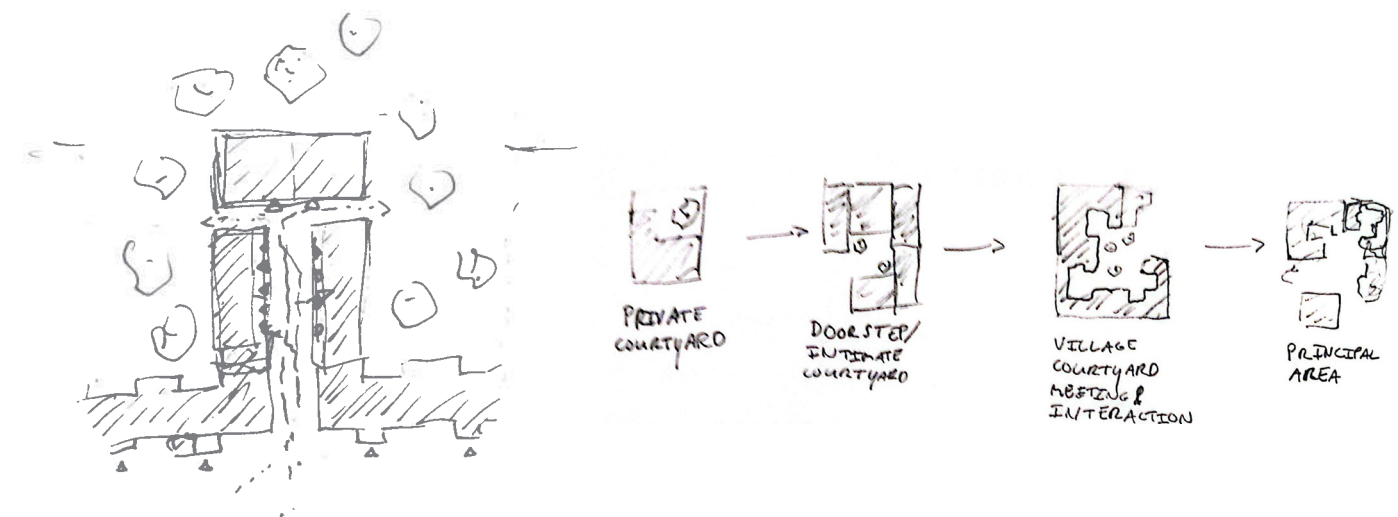 PRIVATE
COURTYARD
DOORSTEP/
INTIMATE
COURTYARD
VILLAGE
COURTYARD
MEETING &
INTERACTION
PRINCIPAL
AREA